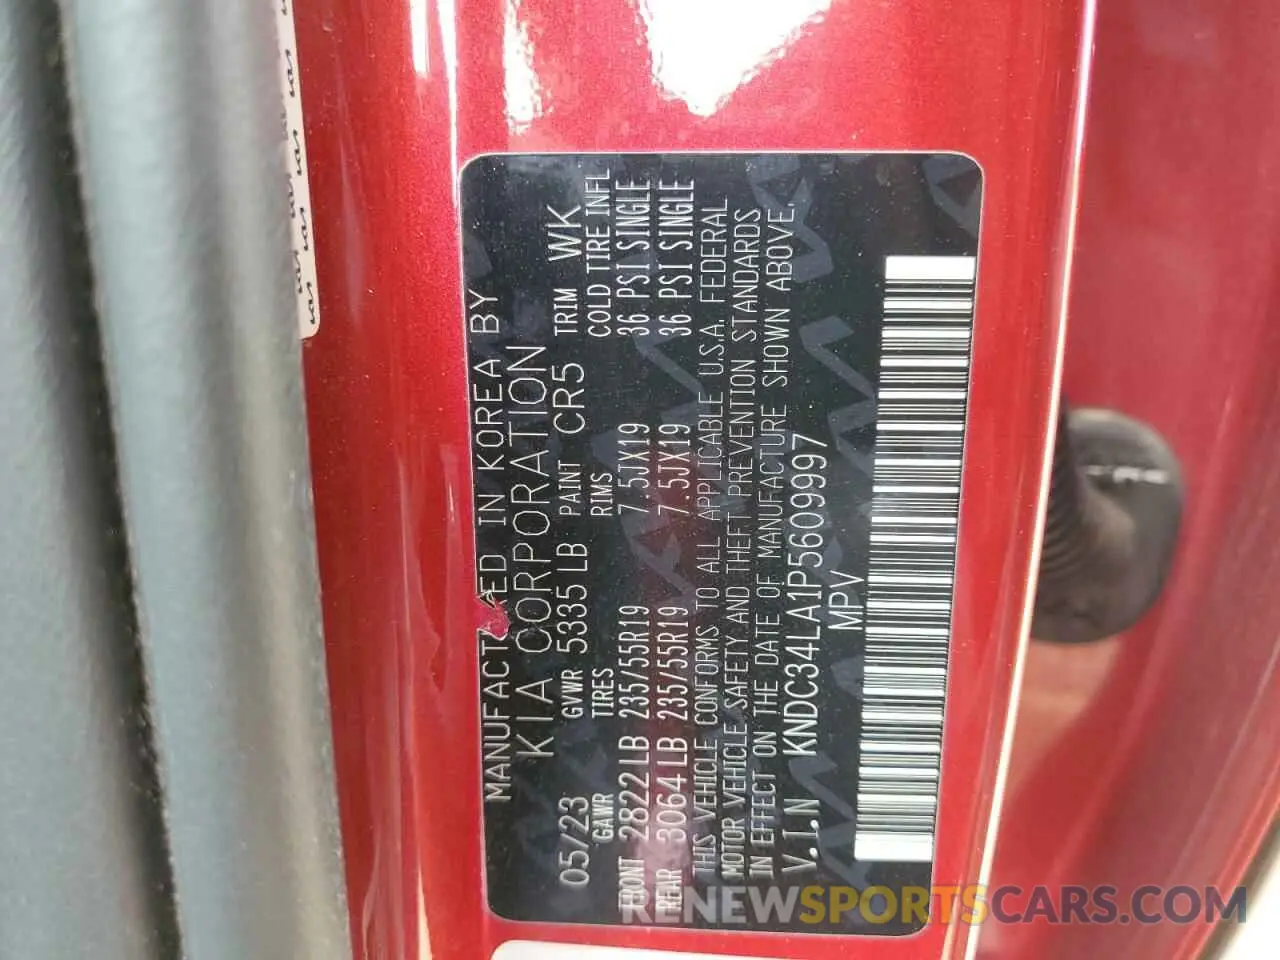 MANUFACT RED IN KOREA BY
KIA CORPORATION
05/23 GVWR 5335 LB PAINT CR5 TRIM WK
GAWR TIRES RIMS COLD TIRE INFL
FRONT 2822 LB 235/55R19 7.5JX19 36 PSI SINGLE
REAR 3064 LB 235/55R19 7.5JX19 36 PSI SINGLE
THIS VEHICLE CONFORMS TO ALL APPLICABLE U.S.A. FEDERAL
MOTOR VEHICLE SAFETY AND THEFT PREVENTION STANDARDS
IN EFFECT ON THE DATE OF MANUFACTURE SHOWN ABOVE.
V.I.N KNDC34LA1P5609997
MPV
RENEWSPORTSCARS.COM